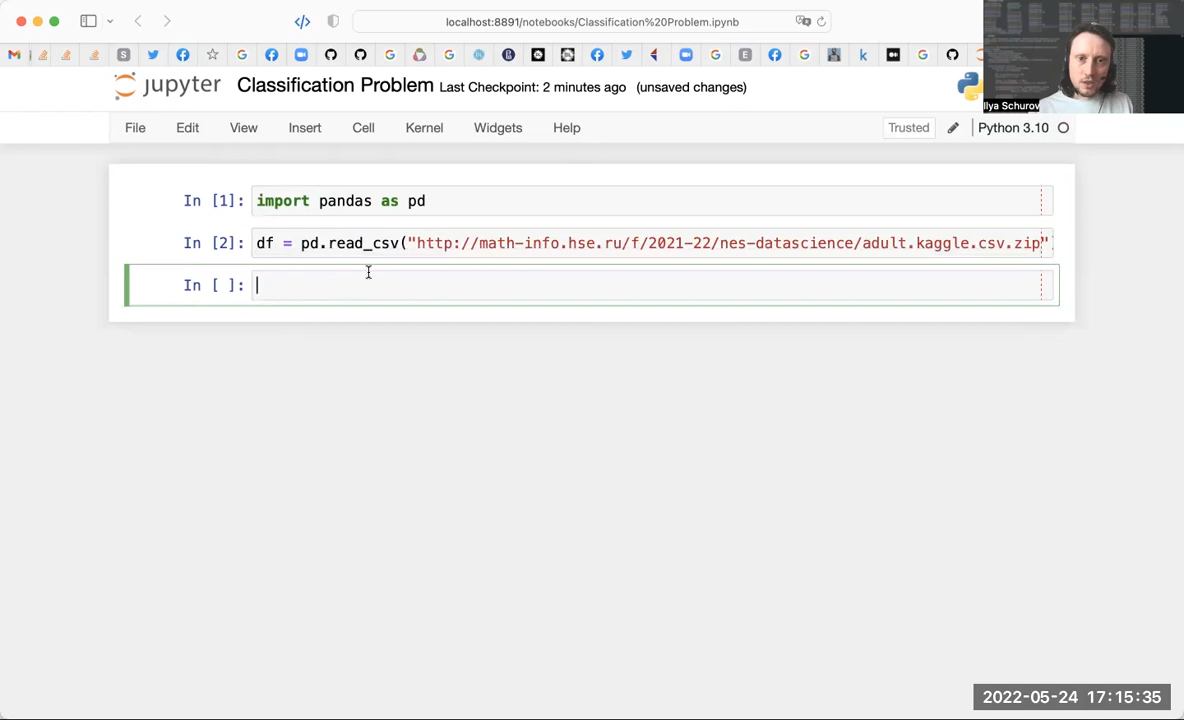 localhost:8891/notebooks/Classification%20Problem.ipynb
jupyter Classification Problem Last Checkpoint: 2 minutes ago (unsaved changes)
Ilya Schurov
File Edit View Insert Cell Kernel Widgets Help Trusted Python 3.10
In [1]: import pandas as pd
In [2]: df = pd.read_csv("http://math-info.hse.ru/f/2021-22/nes-datascience/adult.kaggle.csv.zip")
In [ ]:
2022-05-24 17:15:35